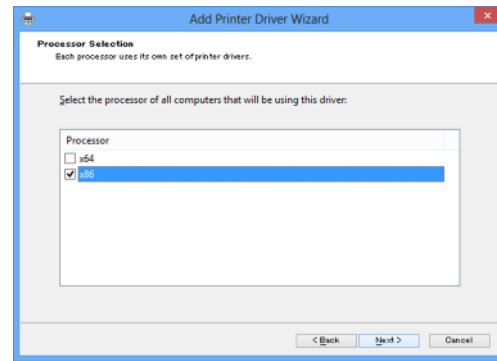 Add Printer Driver Wizard
Processor Selection
Each processor uses its own set of printer drivers.
Select the processor of all computers that will be using this driver:
Processor
x64
x86
< Back Next > Cancel